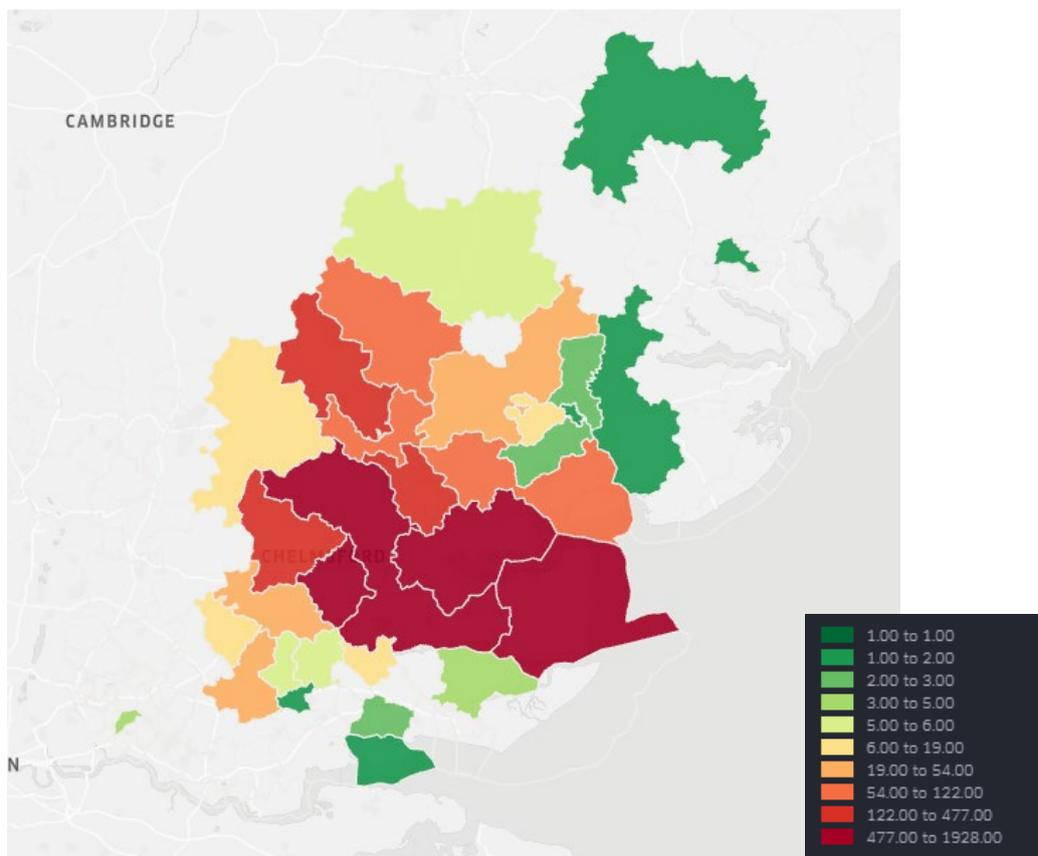 CAMBRIDGE
CHELMSFORD
N
1.00 to 1.00
1.00 to 2.00
2.00 to 3.00
3.00 to 5.00
5.00 to 6.00
6.00 to 19.00
19.00 to 54.00
54.00 to 122.00
122.00 to 477.00
477.00 to 1928.00